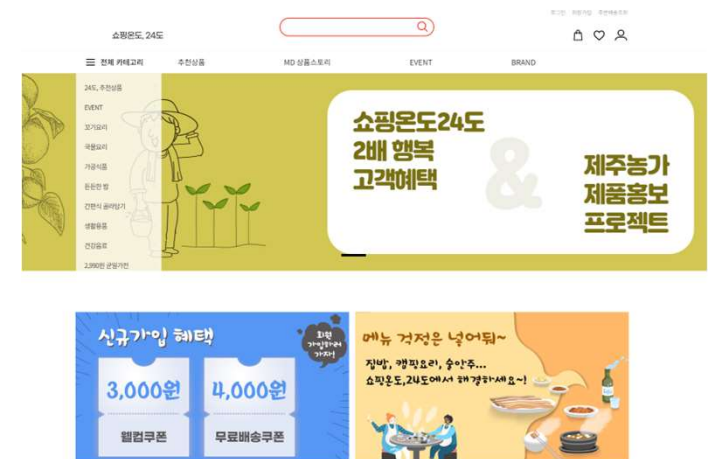 로그인 회원가입 주문배송조회
쇼핑온도, 24도
전체 카테고리
추천상품
MD 상품스토리
EVENT
BRAND
24도, 추천상품
EVENT
고기요리
국물요리
가공식품
든든한 밥
간편식 골라담기
생활용품
건강음료
2,990원 균일가전
쇼핑온도24도
2배 행복
고객혜택
&
제주농가
제품홍보
프로젝트
신규가입 혜택
회원
가입하러
가자!
3,000원
웰컴쿠폰
4,000원
무료배송쿠폰
메뉴 걱정은 넣어둬~
집밥, 캠핑요리, 술안주...
쇼핑온도,24도에서 해결하세요~!